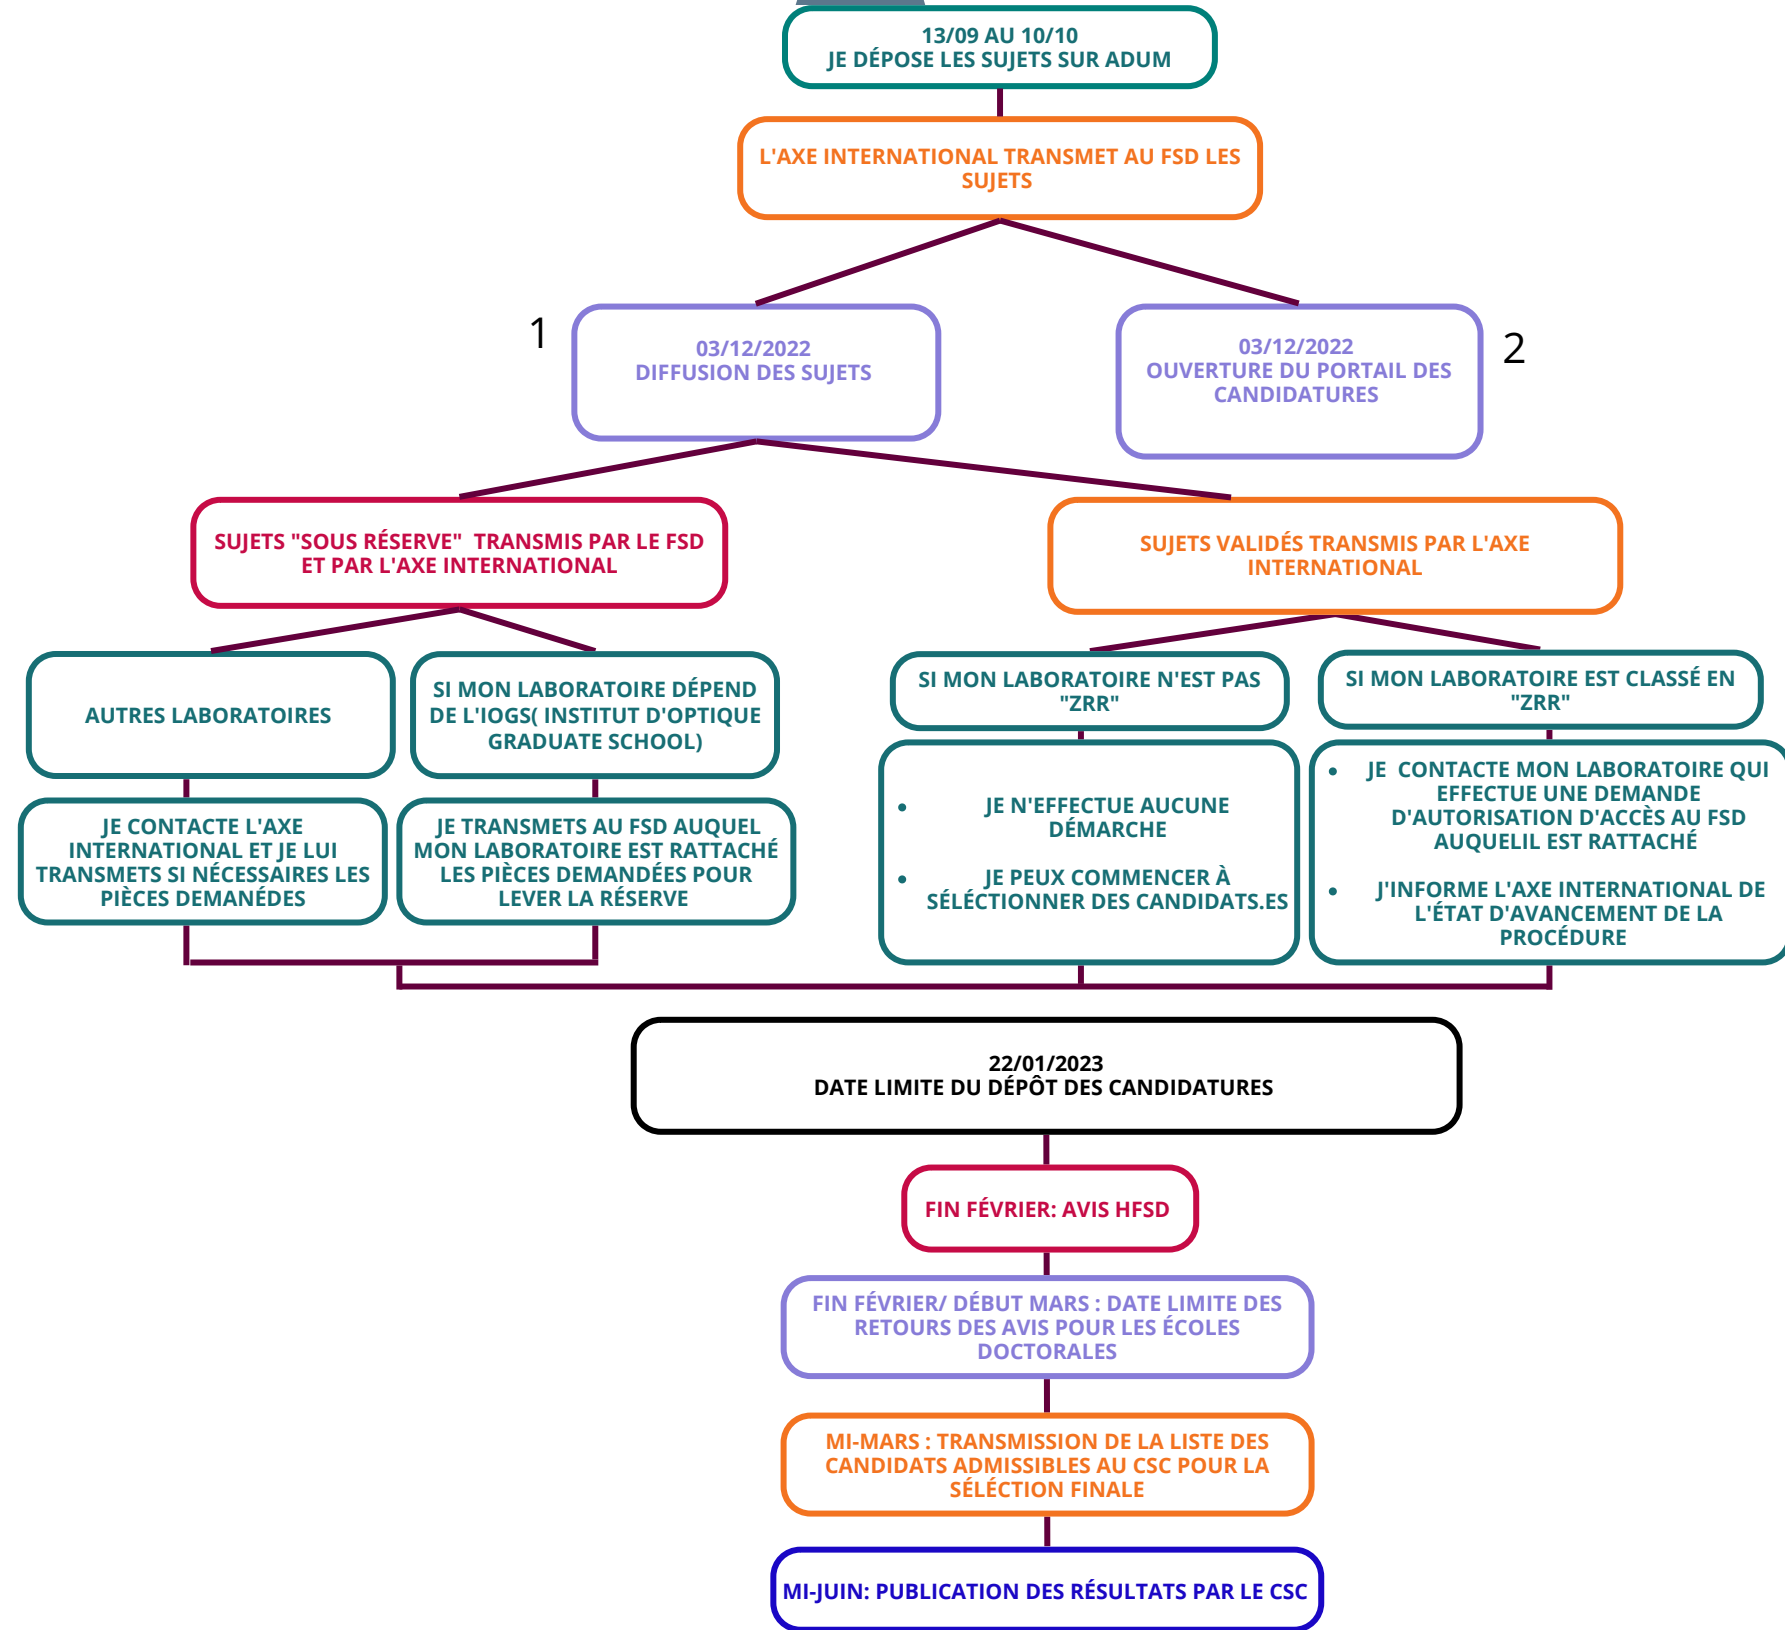 13/09 AU 10/10
JE DÉPOSE LES SUJETS SUR ADUM
L'AXE INTERNATIONAL TRANSMET AU FSD LES
SUJETS
1
03/12/2022
DIFFUSION DES SUJETS
03/12/2022
OUVERTURE DU PORTAIL DES
CANDIDATURES
2
SUJETS "SOUS RÉSERVE" TRANSMIS PAR LE FSD
ET PAR L'AXE INTERNATIONAL
SUJETS VALIDÉS TRANSMIS PAR L'AXE
INTERNATIONAL
AUTRES LABORATOIRES
SI MON LABORATOIRE DÉPEND
DE L'IOGS( INSTITUT D'OPTIQUE
GRADUATE SCHOOL)
SI MON LABORATOIRE N'EST PAS
"ZRR"
SI MON LABORATOIRE EST CLASSÉ EN
"ZRR"
JE CONTACTE L'AXE
INTERNATIONAL ET JE LUI
TRANSMETS SI NÉCESSAIRES LES
PIÈCES DEMANÉDES
JE TRANSMETS AU FSD AUQUEL
MON LABORATOIRE EST RATTACHÉ
LES PIÈCES DEMANDÉES POUR
LEVER LA RÉSERVE
• JE N'EFFECTUE AUCUNE
DÉMARCHE
• JE PEUX COMMENCER À
SÉLÉCTIONNER DES CANDIDATS.ES
• JE CONTACTE MON LABORATOIRE QUI
EFFECTUE UNE DEMANDE
D'AUTORISATION D'ACCÈS AU FSD
AUQUELIL EST RATTACHÉ
• J'INFORME L'AXE INTERNATIONAL DE
L'ÉTAT D'AVANCEMENT DE LA
PROCÉDURE
22/01/2023
DATE LIMITE DU DÉPÔT DES CANDIDATURES
FIN FÉVRIER: AVIS HFSD
FIN FÉVRIER/ DÉBUT MARS : DATE LIMITE DES
RETOURS DES AVIS POUR LES ÉCOLES
DOCTORALES
MI-MARS : TRANSMISSION DE LA LISTE DES
CANDIDATS ADMISSIBLES AU CSC POUR LA
SÉLÉCTION FINALE
MI-JUIN: PUBLICATION DES RÉSULTATS PAR LE CSC